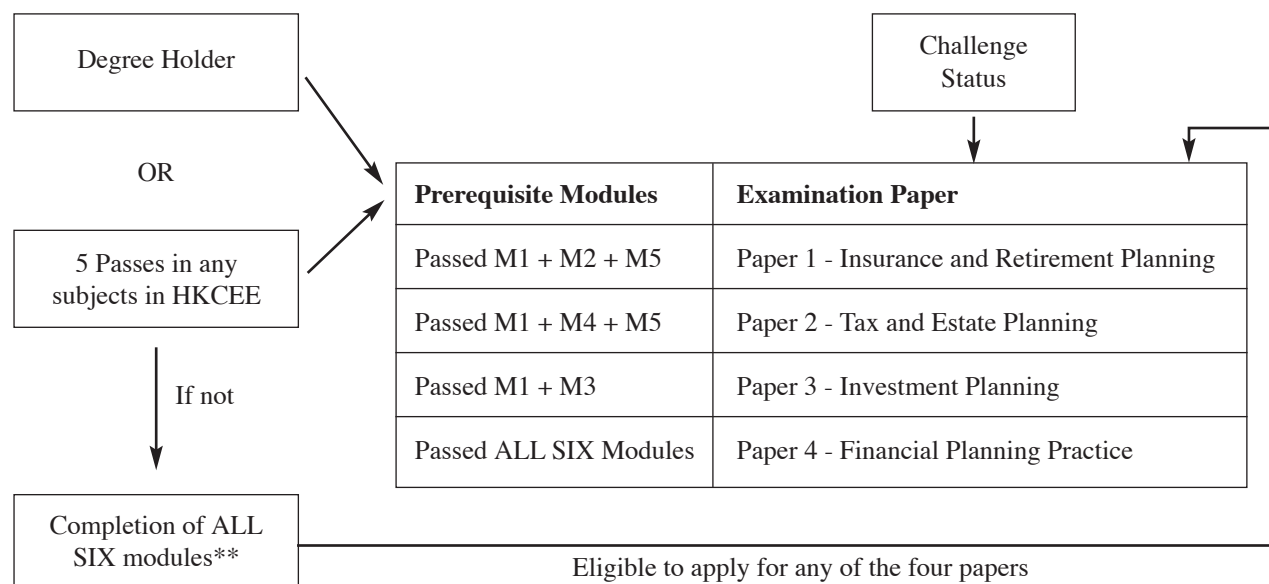 Degree Holder
OR
5 Passes in any
subjects in HKCEE
If not
Completion of ALL
SIX modules**
Challenge
Status
Prerequisite Modules Examination Paper
Passed M1 + M2 + M5 Paper 1 - Insurance and Retirement Planning
Passed M1 + M4 + M5 Paper 2 - Tax and Estate Planning
Passed M1 + M3 Paper 3 - Investment Planning
Passed ALL SIX Modules Paper 4 - Financial Planning Practice
Eligible to apply for any of the four papers